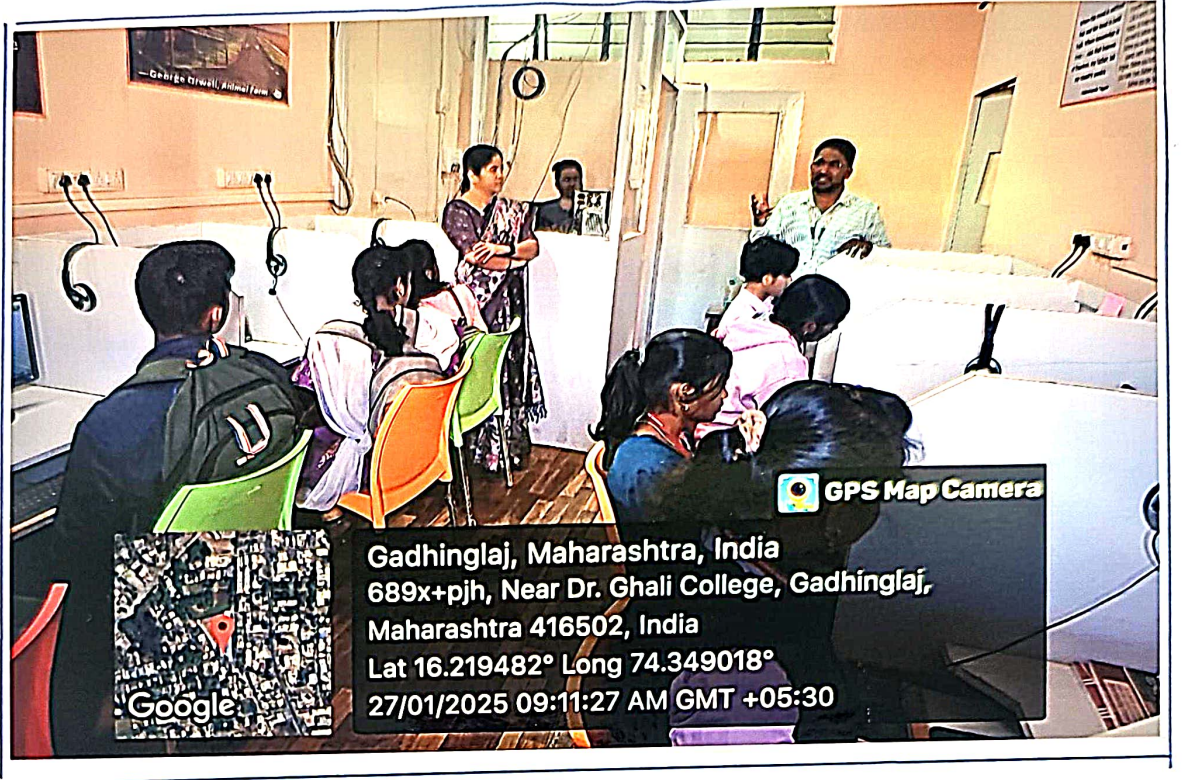 — George Orwell, Animal Farm
GPS Map Camera
Gadhinglaj, Maharashtra, India
689x+pjh, Near Dr. Ghali College, Gadhinglaj,
Maharashtra 416502, India
Lat 16.219482° Long 74.349018°
27/01/2025 09:11:27 AM GMT +05:30
Google